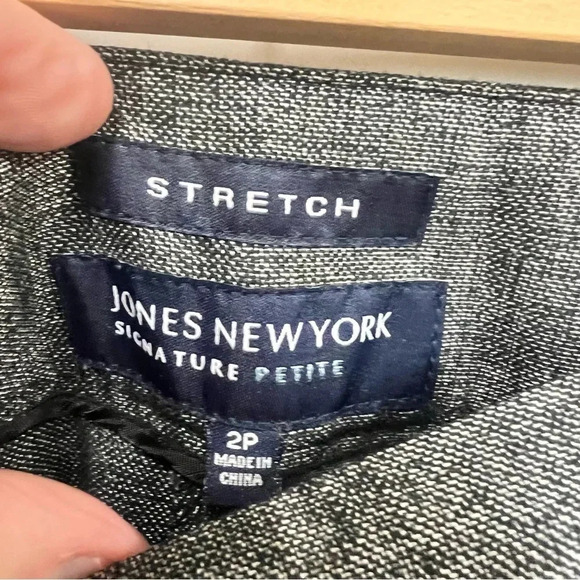 STRETCH
JONES NEW YORK
SIGNATURE PETITE
2P
MADE IN
CHINA